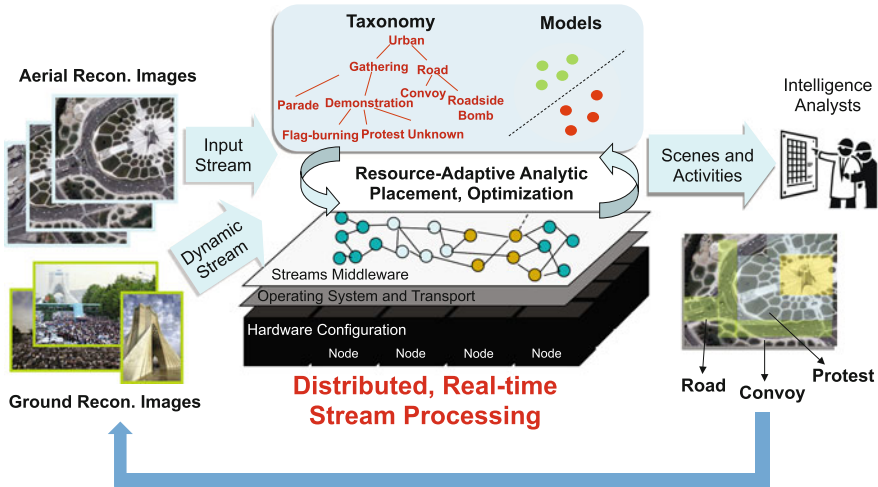 Taxonomy
Models
Urban
Gathering
Road
Parade
Demonstration
Convoy
Roadside
Bomb
Flag-burning
Protest
Unknown
Aerial Recon. Images
Input
Stream
Dynamic
Stream
Resource-Adaptive Analytic
Placement, Optimization
Scenes and
Activities
Intelligence
Analysts
Streams Middleware
Operating System and Transport
Hardware Configuration
Node
Node
Node
Node
Distributed, Real-time
Stream Processing
Ground Recon. Images
Road
Convoy
Protest